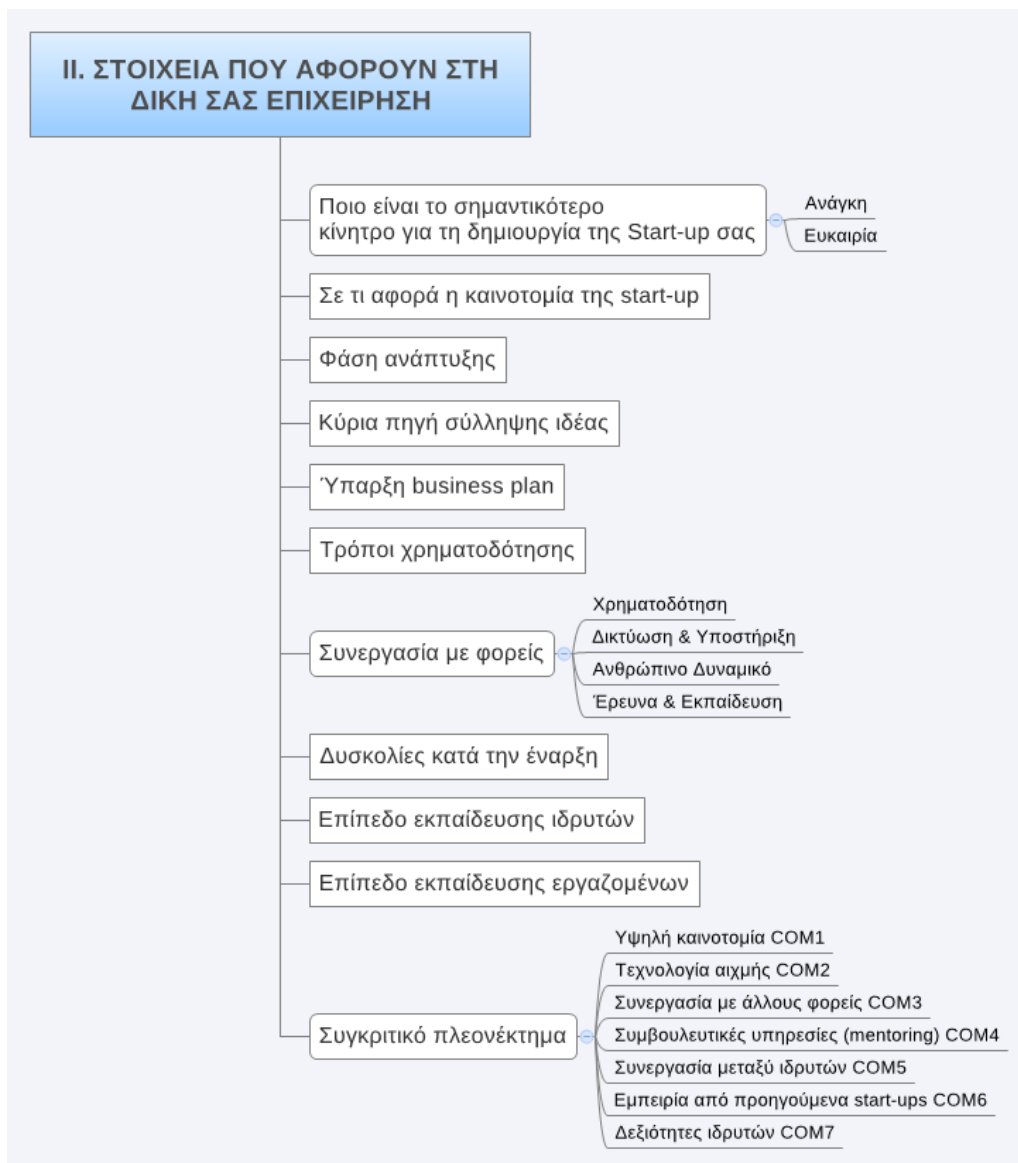 II. ΣΤΟΙΧΕΙΑ ΠΟΥ ΑΦΟΡΟΥΝ ΣΤΗ
ΔΙΚΗ ΣΑΣ ΕΠΙΧΕΙΡΗΣΗ
Ποιο είναι το σημαντικότερο
κίνητρο για τη δημιουργία της Start-up σας
Ανάγκη
Ευκαιρία
Σε τι αφορά η καινοτομία της start-up
Φάση ανάπτυξης
Κύρια πηγή σύλληψης ιδέας
Ύπαρξη business plan
Τρόποι χρηματοδότησης
Συνεργασία με φορείς
Χρηματοδότηση
Δικτύωση & Υποστήριξη
Ανθρώπινο Δυναμικό
Έρευνα & Εκπαίδευση
Δυσκολίες κατά την έναρξη
Επίπεδο εκπαίδευσης ιδρυτών
Επίπεδο εκπαίδευσης εργαζομένων
Συγκριτικό πλεονέκτημα
Υψηλή καινοτομία COM1
Τεχνολογία αιχμής COM2
Συνεργασία με άλλους φορείς COM3
Συμβουλευτικές υπηρεσίες (mentoring) COM4
Συνεργασία μεταξύ ιδρυτών COM5
Εμπειρία από προηγούμενα start-ups COM6
Δεξιότητες ιδρυτών COM7